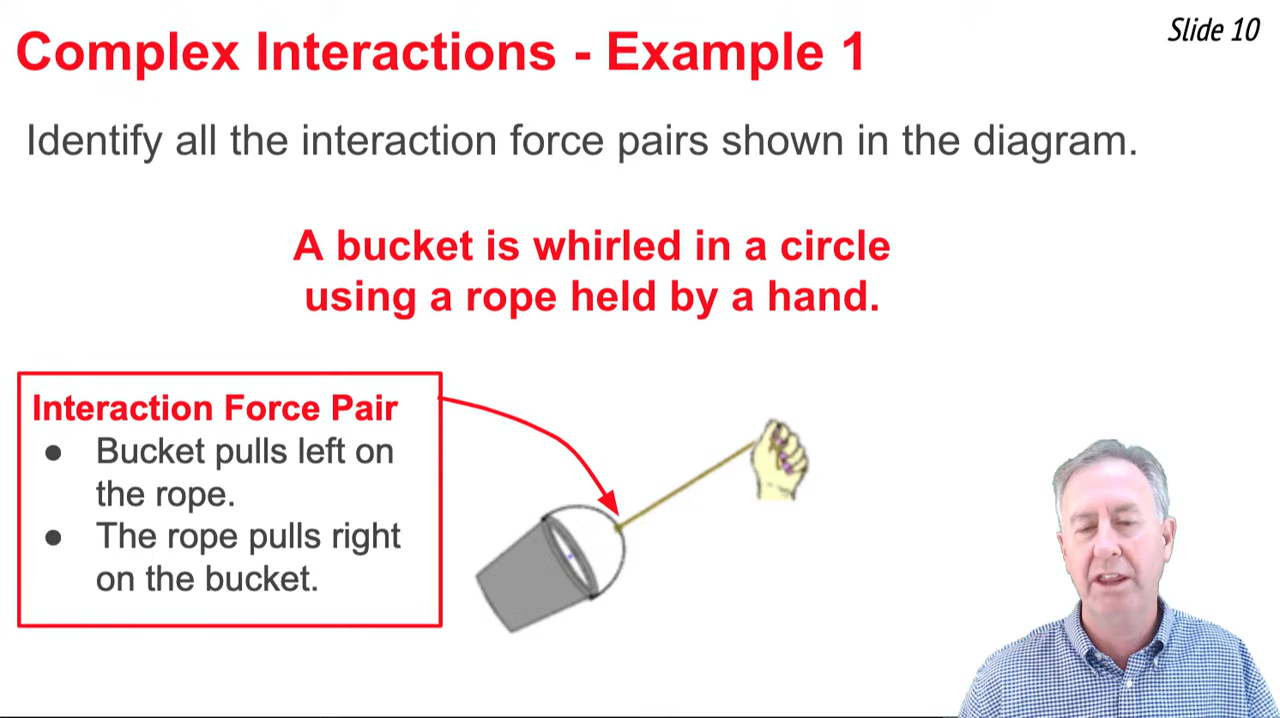 Slide 10
Complex Interactions - Example 1
Identify all the interaction force pairs shown in the diagram.
A bucket is whirled in a circle
using a rope held by a hand.
Interaction Force Pair
● Bucket pulls left on
the rope.
● The rope pulls right
on the bucket.